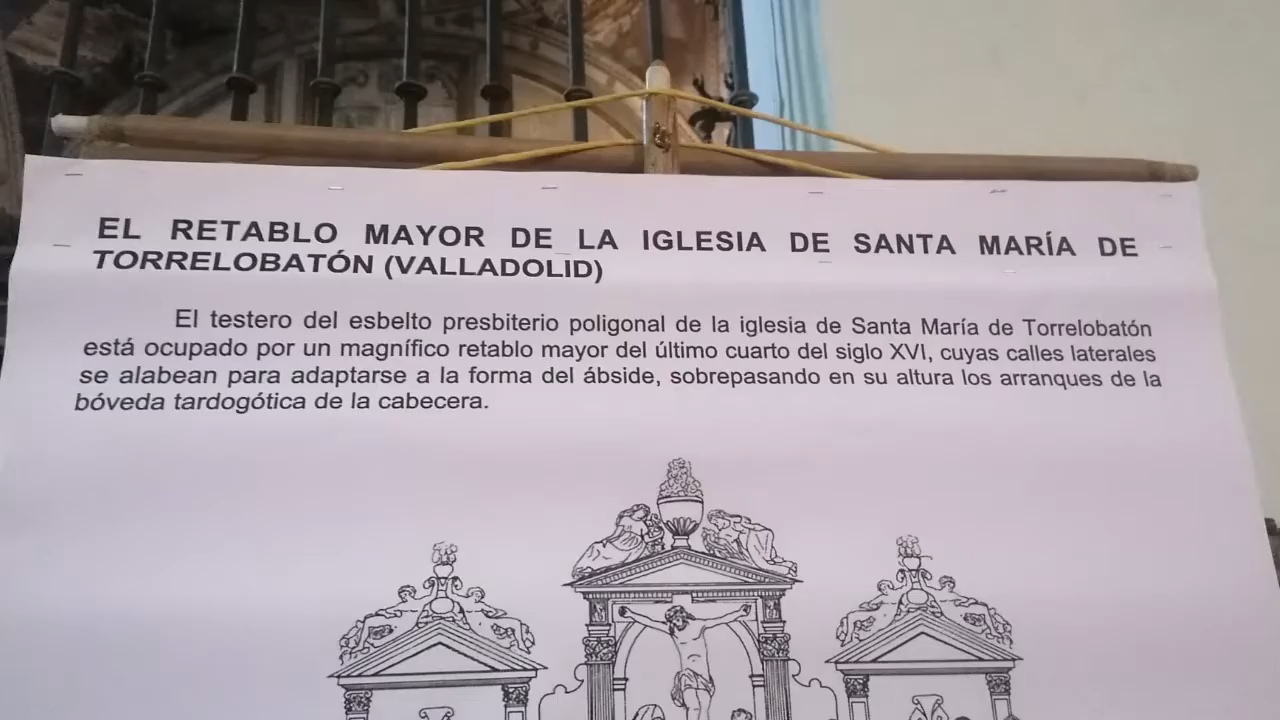 EL RETABLO MAYOR DE LA IGLESIA DE SANTA MARÍA DE
TORRELOBATÓN (VALLADOLID)
El testero del esbelto presbiterio poligonal de la iglesia de Santa María de Torrelobatón
está ocupado por un magnífico retablo mayor del último cuarto del siglo XVI, cuyas calles laterales
se alabean para adaptarse a la forma del ábside, sobrepasando en su altura los arranques de la
bóveda tardogótica de la cabecera.